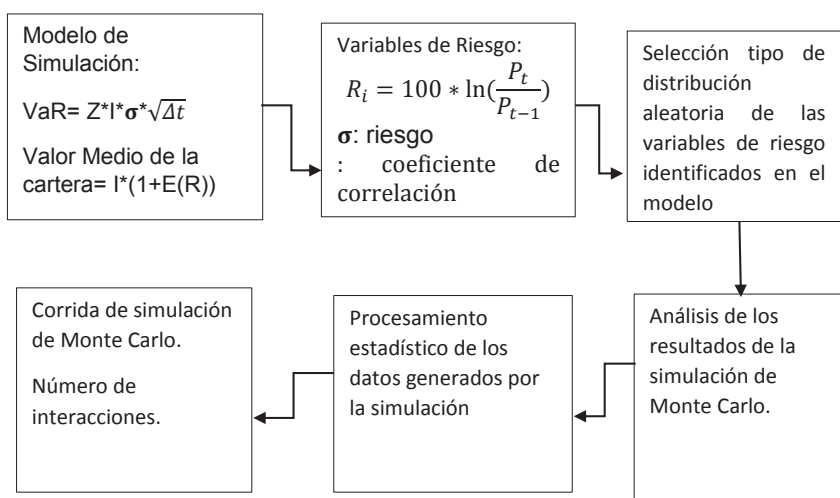 Modelo de
Simulación:
VaR= Z*I*σ*√Δt
Valor Medio de la
cartera= I*(1+E(R))
Variables de Riesgo:
R_i = 100 * ln(P_t/P_{t−1})
σ: riesgo
: coeficiente de
correlación
Selección tipo de
distribución
aleatoria de las
variables de riesgo
identificados en el
modelo
Corrida de simulación
de Monte Carlo.
Número de
interacciones.
Procesamiento
estadístico de los
datos generados por
la simulación
Análisis de los
resultados de la
simulación de
Monte Carlo.